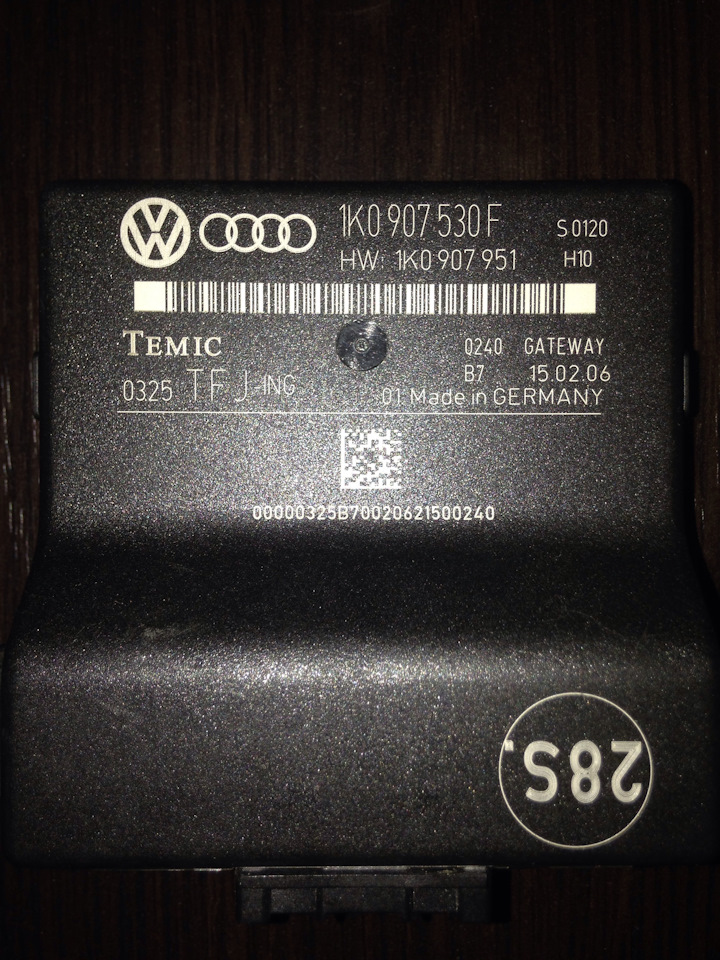 1K0 907 530 F
S 0120
HW: 1K0 907 951
H10
TEMIC
0240 GATEWAY
B7 15.02.06
0325 TFJ-ING
01 Made in GERMANY
00000325B70020621500240
28S.